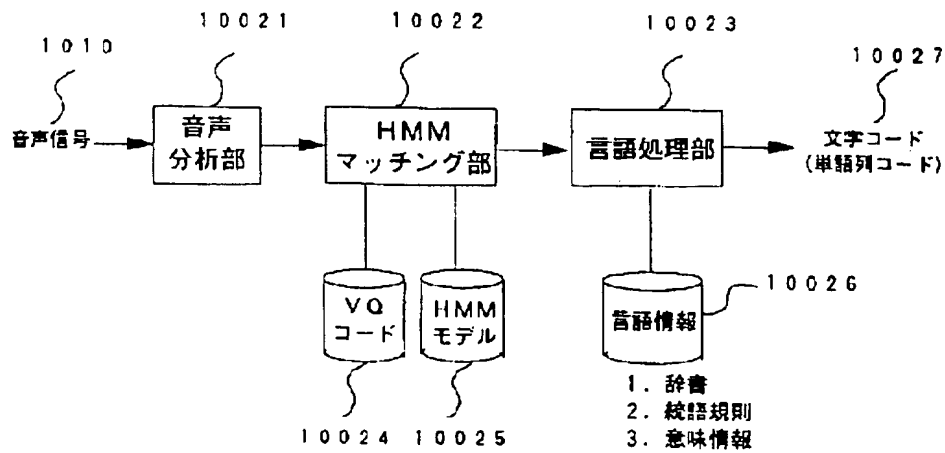 1010
10021
10022
10023
10027
音声信号
音声
分析部
HMM
マッチング部
言語処理部
文字コード
(単語列コード)
VQ
コード
HMM
モデル
言語情報
10026
1. 辞書
2. 統語規則
3. 意味情報
10024
10025